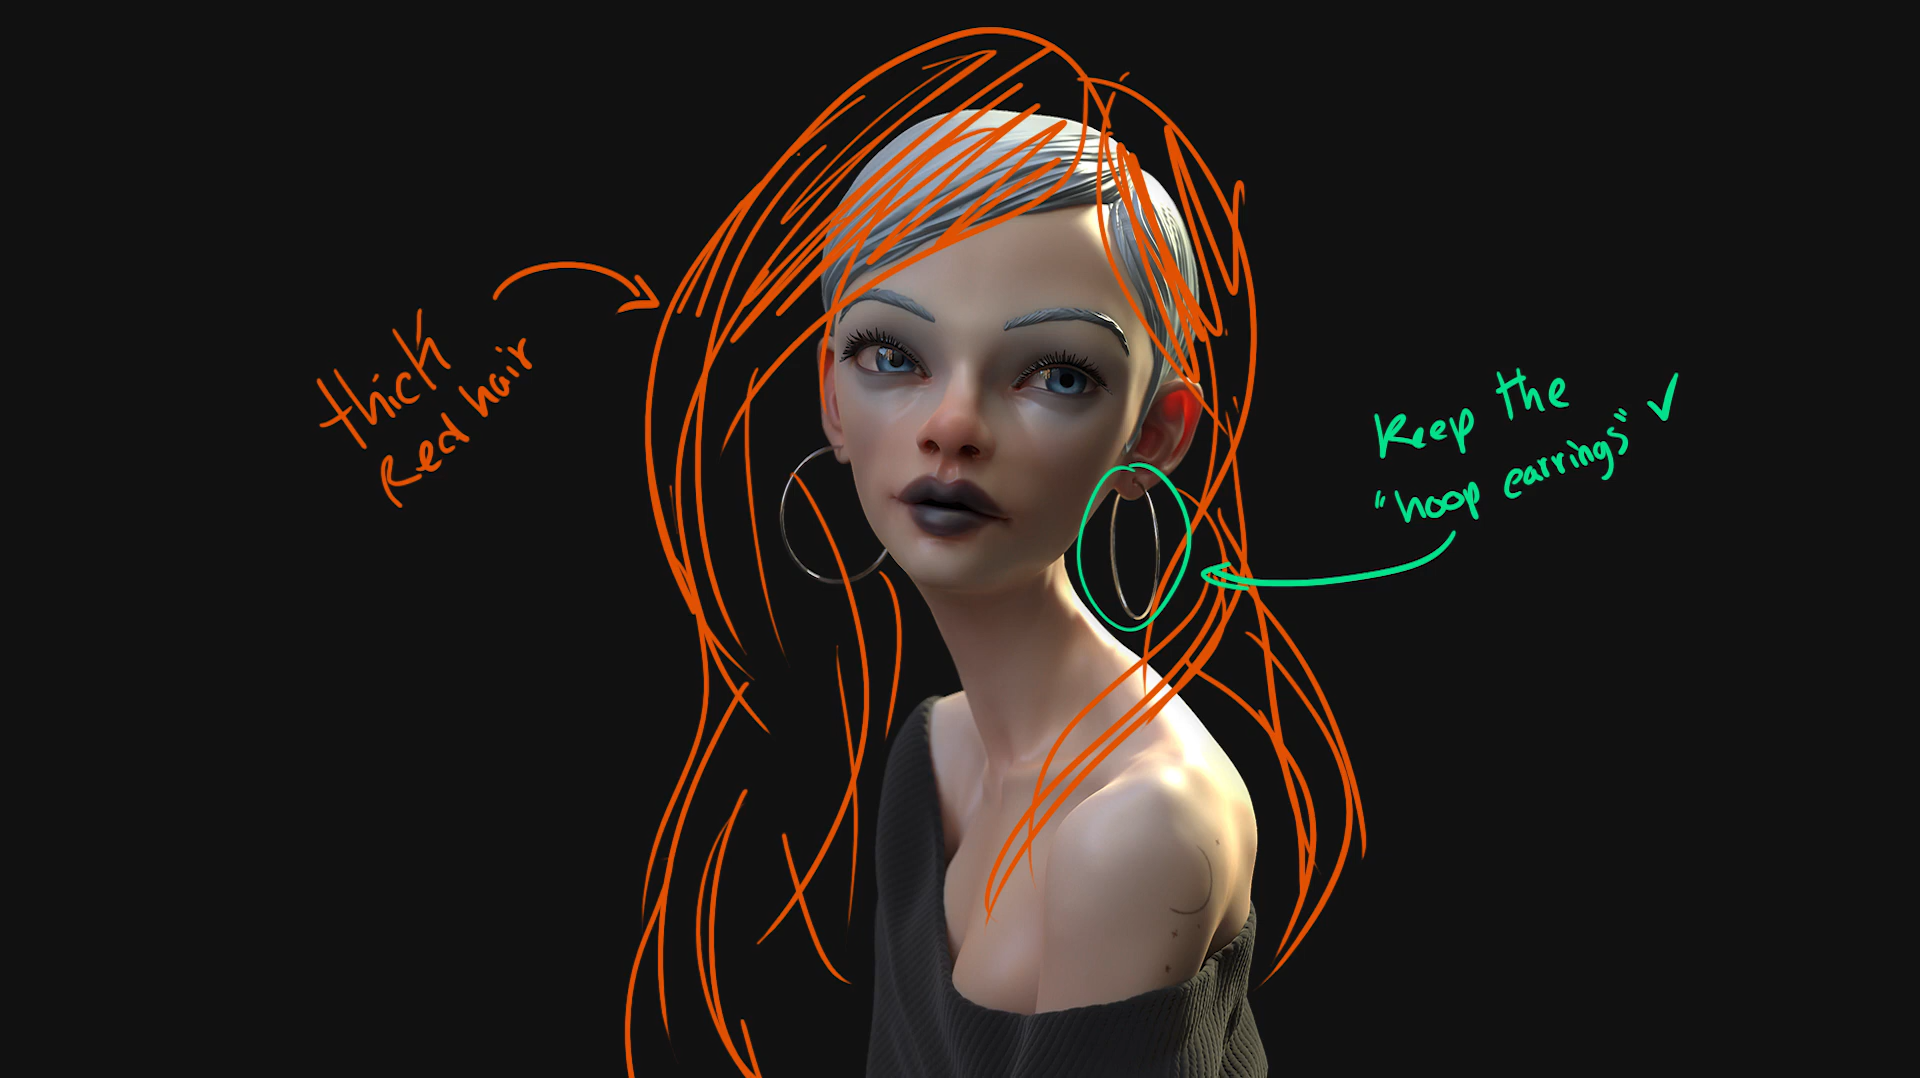 thick
Red hair
Keep the
"hoop earrings" ✓